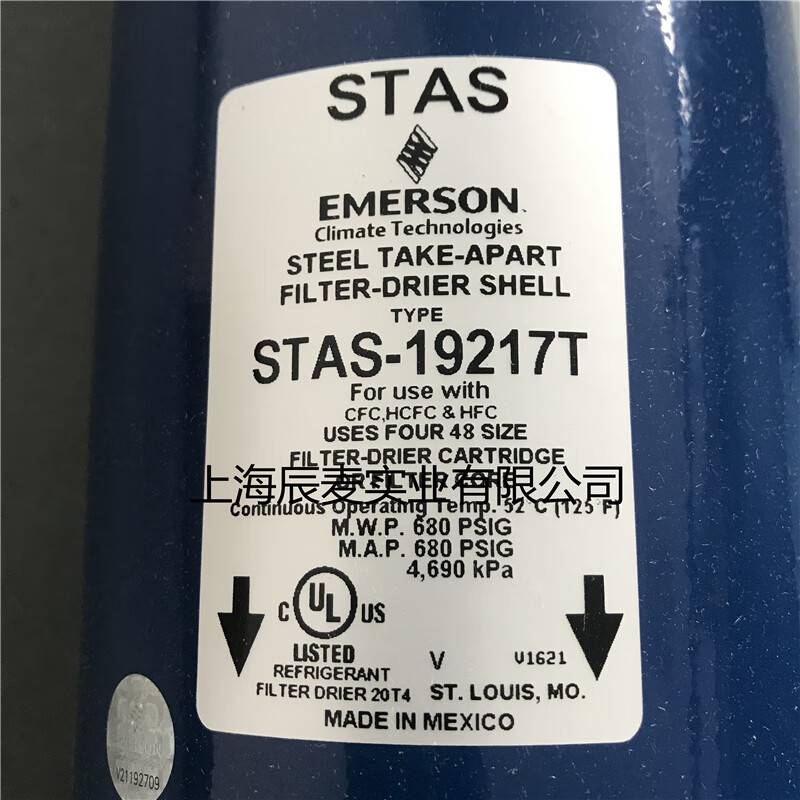 STAS
EMERSON
Climate Technologies
STEEL TAKE-APART
FILTER-DRIER SHELL
TYPE
STAS-19217T
For use with
CFC,HCFC & HFC
USES FOUR 48 SIZE
FILTER-DRIER CARTRIDGE
OR FILTER CORE
上海辰麦实业有限公司
Continuous Operating Temp. 52°C (125°F)
M.W.P. 680 PSIG
M.A.P. 680 PSIG
4,690 kPa
C UL US
LISTED
REFRIGERANT
FILTER DRIER 20T4
V V1621
ST. LOUIS, MO.
MADE IN MEXICO
V21192709